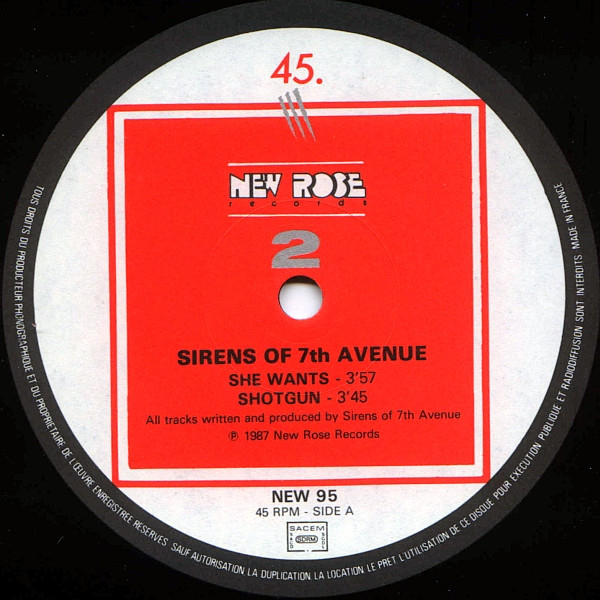 45.
NEW ROSE
records
2
SIRENS OF 7th AVENUE
SHE WANTS - 3'57
SHOTGUN - 3'45
All tracks written and produced by Sirens of 7th Avenue
℗ 1987 New Rose Records
NEW 95
45 RPM - SIDE A
SACEM
SACD
SDRM
SGDL
TOUS DROITS DU PRODUCTEUR PHONOGRAPHIQUE ET DU PROPRIETAIRE DE L'ŒUVRE ENREGISTREE RESERVES SAUF AUTORISATION LA DUPLICATION LA LOCATION LE PRET L'UTILISATION DE CE DISQUE POUR EXECUTION PUBLIQUE ET RADIODIFFUSION SONT INTERDITS MADE IN FRANCE